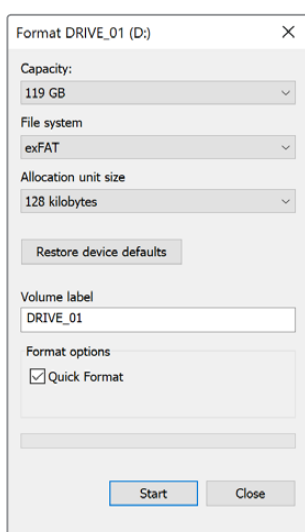 Format DRIVE_01 (D:)
Capacity:
119 GB
File system
exFAT
Allocation unit size
128 kilobytes
Restore device defaults
Volume label
DRIVE_01
Format options
Quick Format
Start Close